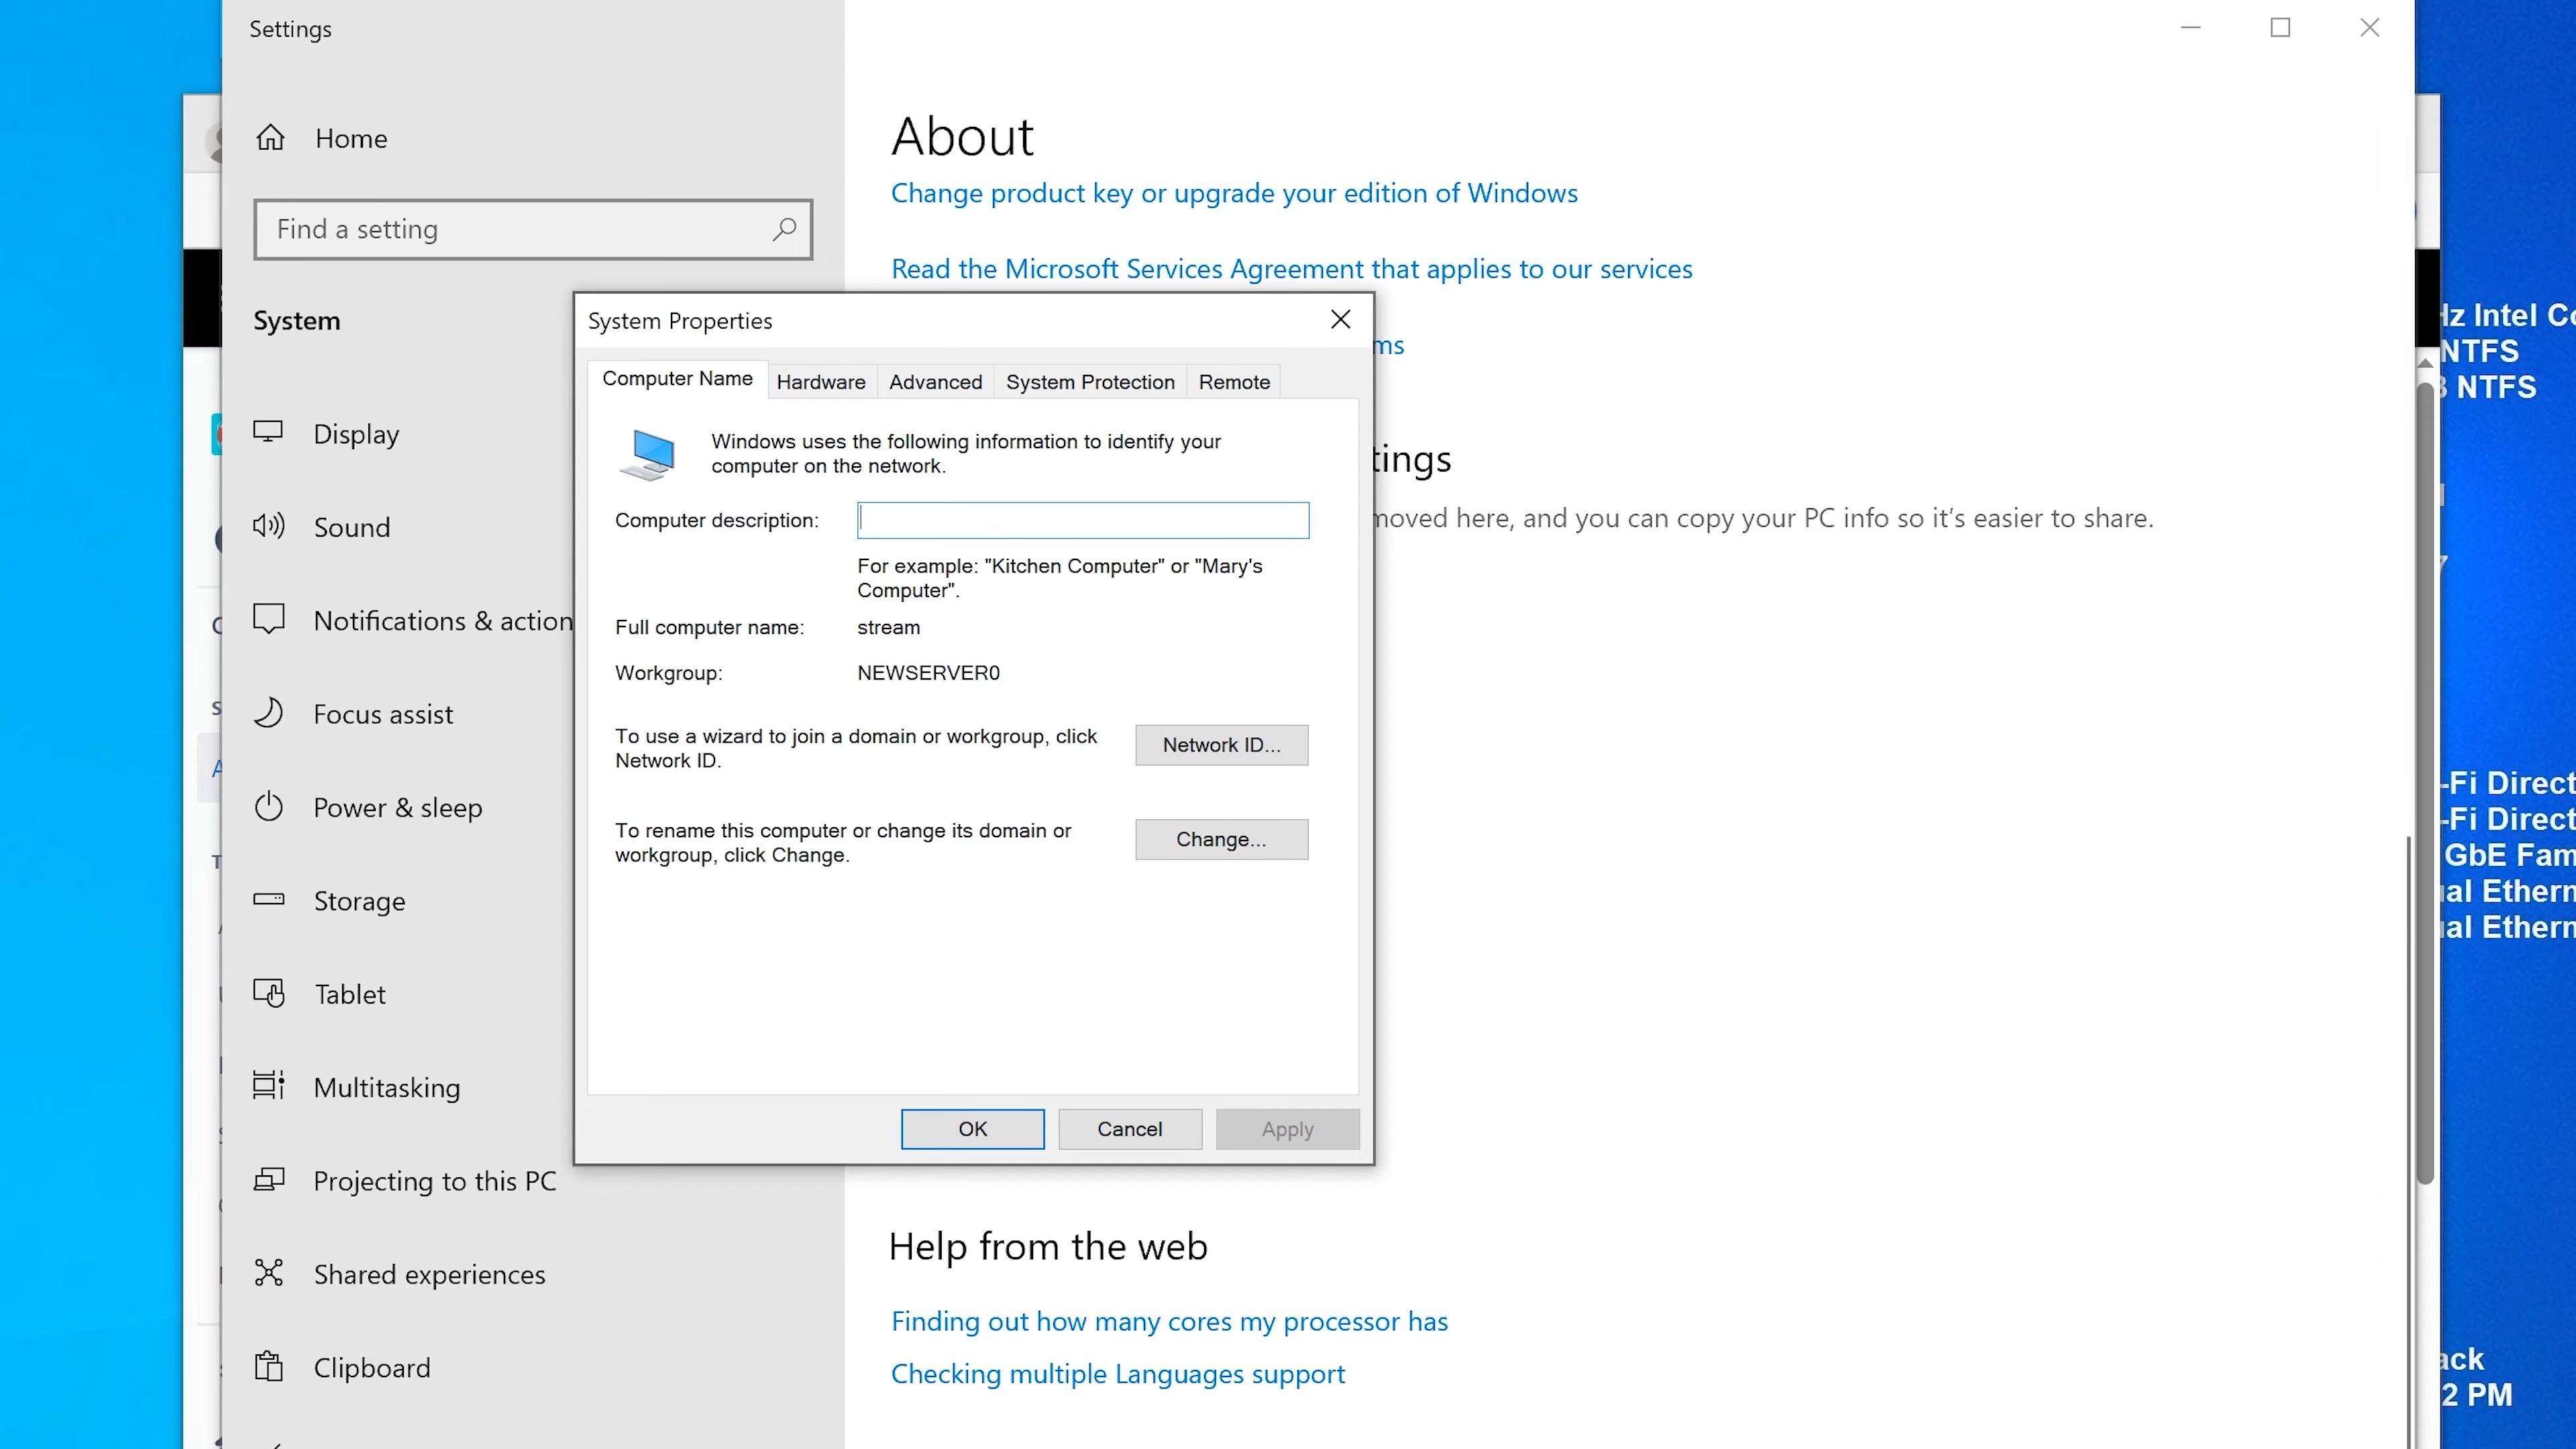 Settings
Home
Find a setting
System
Display
Sound
Notifications & action
Focus assist
Power & sleep
Storage
Tablet
Multitasking
Projecting to this PC
Shared experiences
Clipboard
About
Change product key or upgrade your edition of Windows
Read the Microsoft Services Agreement that applies to our services
ms
tings
moved here, and you can copy your PC info so it's easier to share.
System Properties
Computer Name
Hardware
Advanced
System Protection
Remote
Windows uses the following information to identify your
computer on the network.
Computer description:
For example: "Kitchen Computer" or "Mary's
Computer".
Full computer name: stream
Workgroup: NEWSERVER0
To use a wizard to join a domain or workgroup, click
Network ID.
Network ID...
To rename this computer or change its domain or
workgroup, click Change.
Change...
OK
Cancel
Apply
Help from the web
Finding out how many cores my processor has
Checking multiple Languages support
Hz Intel Co
NTFS
NTFS
-Fi Direct
-Fi Direct
GbE Fam
ual Ethern
ual Ethern
ack
2 PM